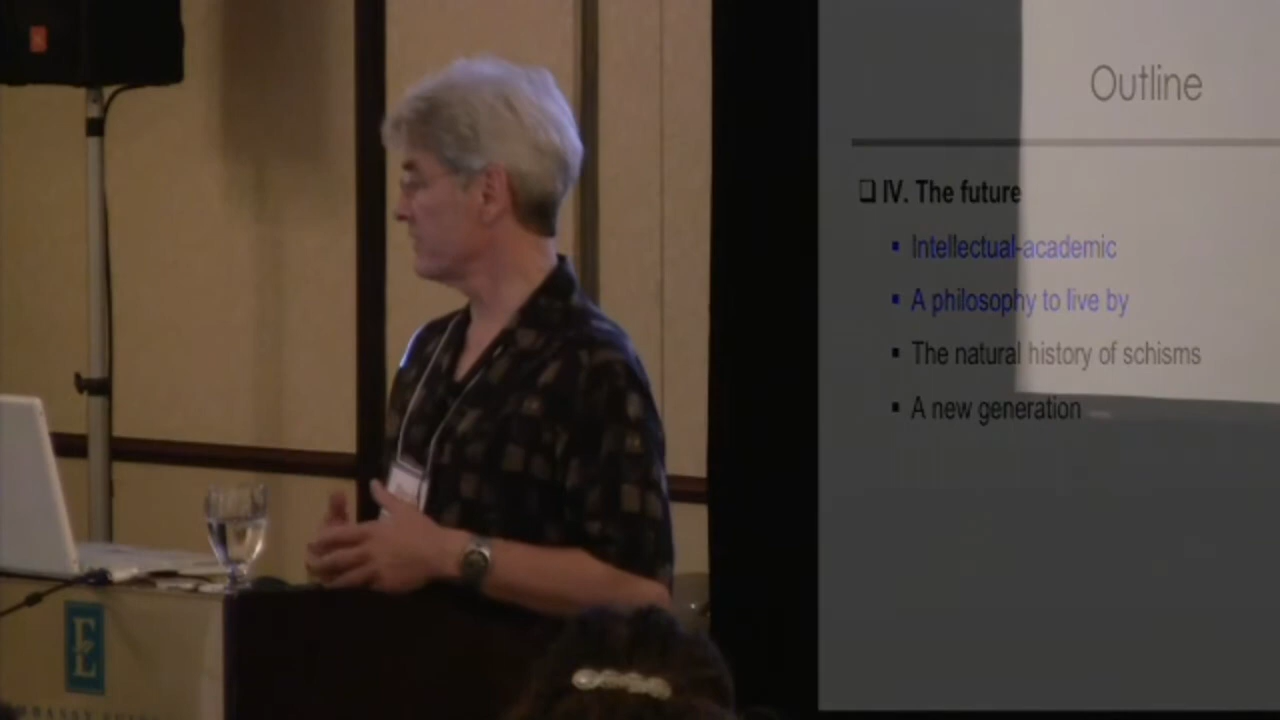 Outline
IV. The future
Intellectual-academic
A philosophy to live by
The natural history of schisms
A new generation
E